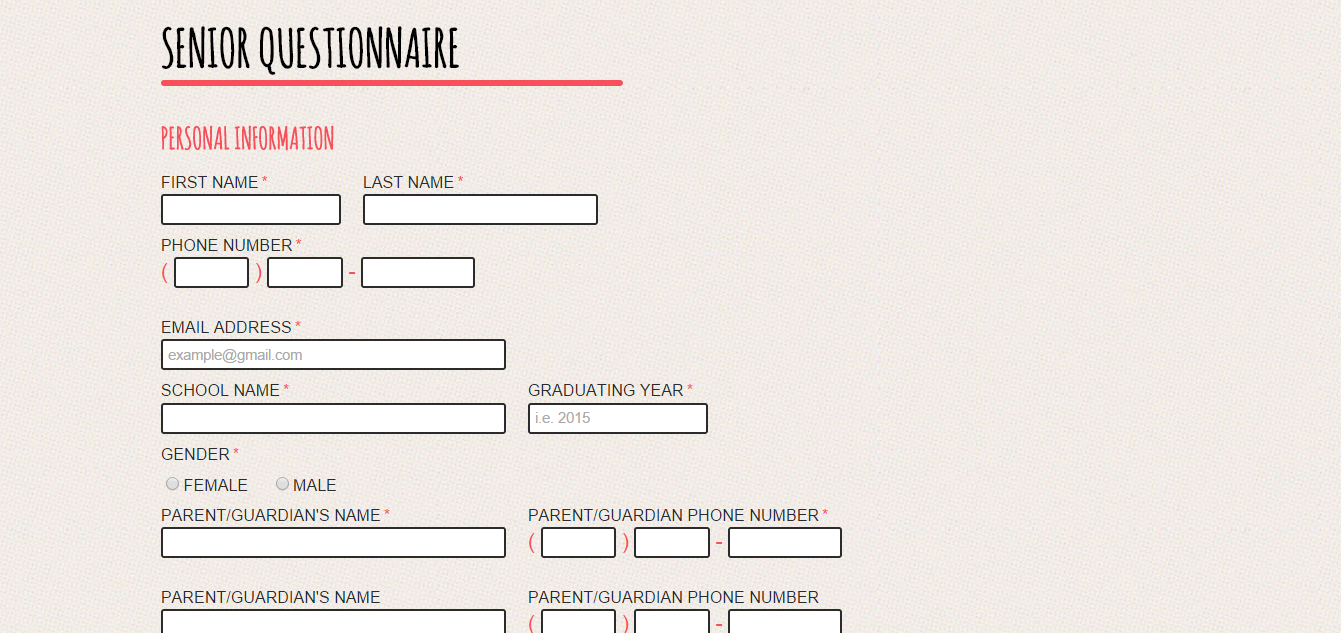 SENIOR QUESTIONNAIRE
PERSONAL INFORMATION
FIRST NAME * LAST NAME *
PHONE NUMBER *
( ) -
EMAIL ADDRESS *
example@gmail.com
SCHOOL NAME * GRADUATING YEAR *
i.e. 2015
GENDER *
FEMALE MALE
PARENT/GUARDIAN'S NAME * PARENT/GUARDIAN PHONE NUMBER *
( ) -
PARENT/GUARDIAN'S NAME PARENT/GUARDIAN PHONE NUMBER
( ) -